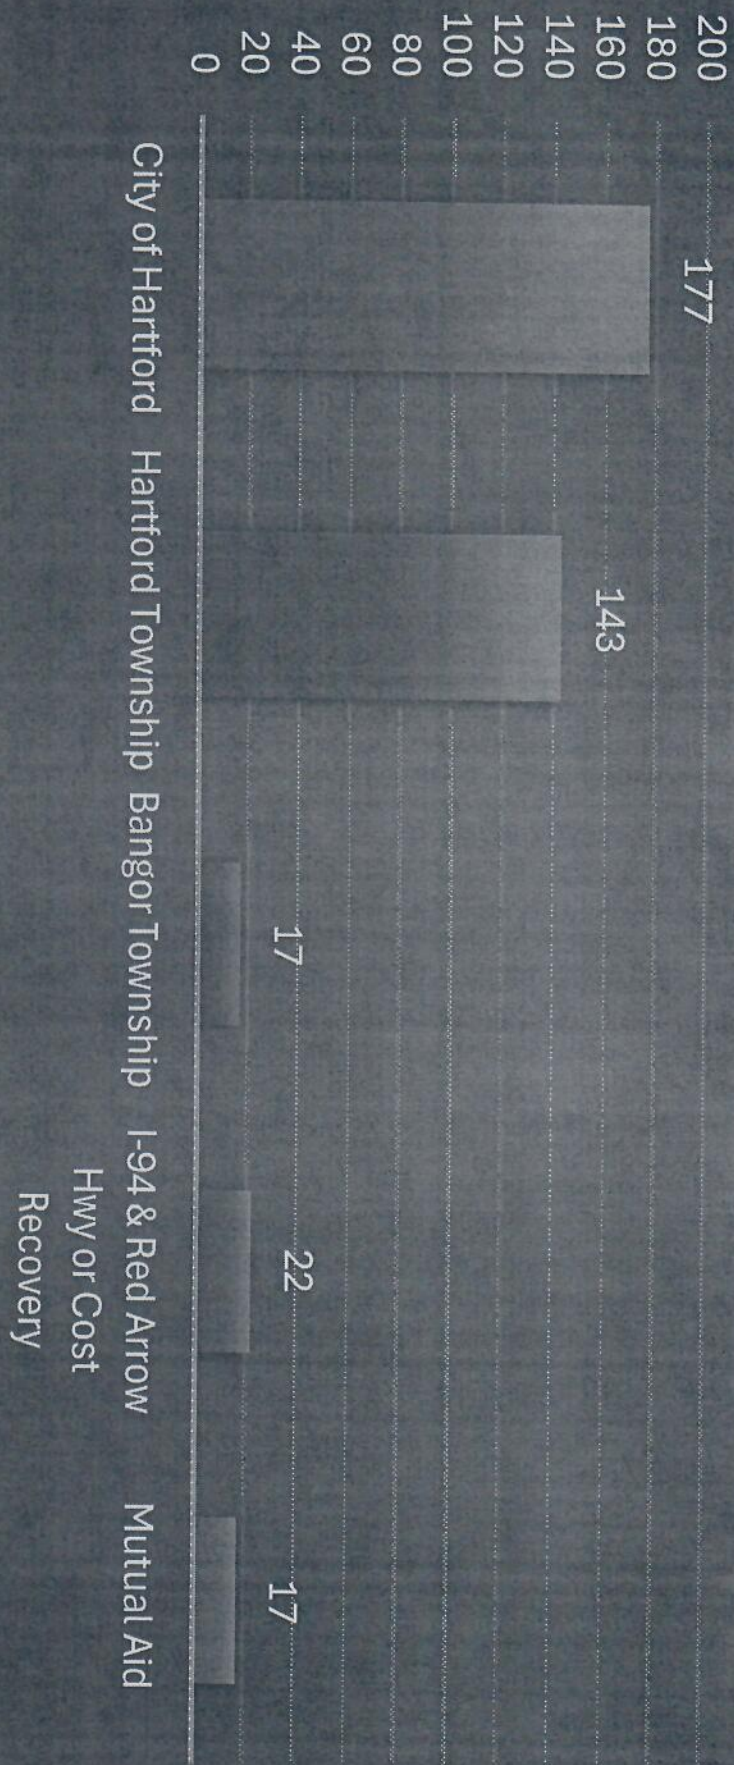 200
180
160
140
120
100
80
60
40
20
0
177
143
17
22
17
City of Hartford
Hartford Township
Bangor Township
I-94 & Red Arrow
Hwy or Cost
Recovery
Mutual Aid